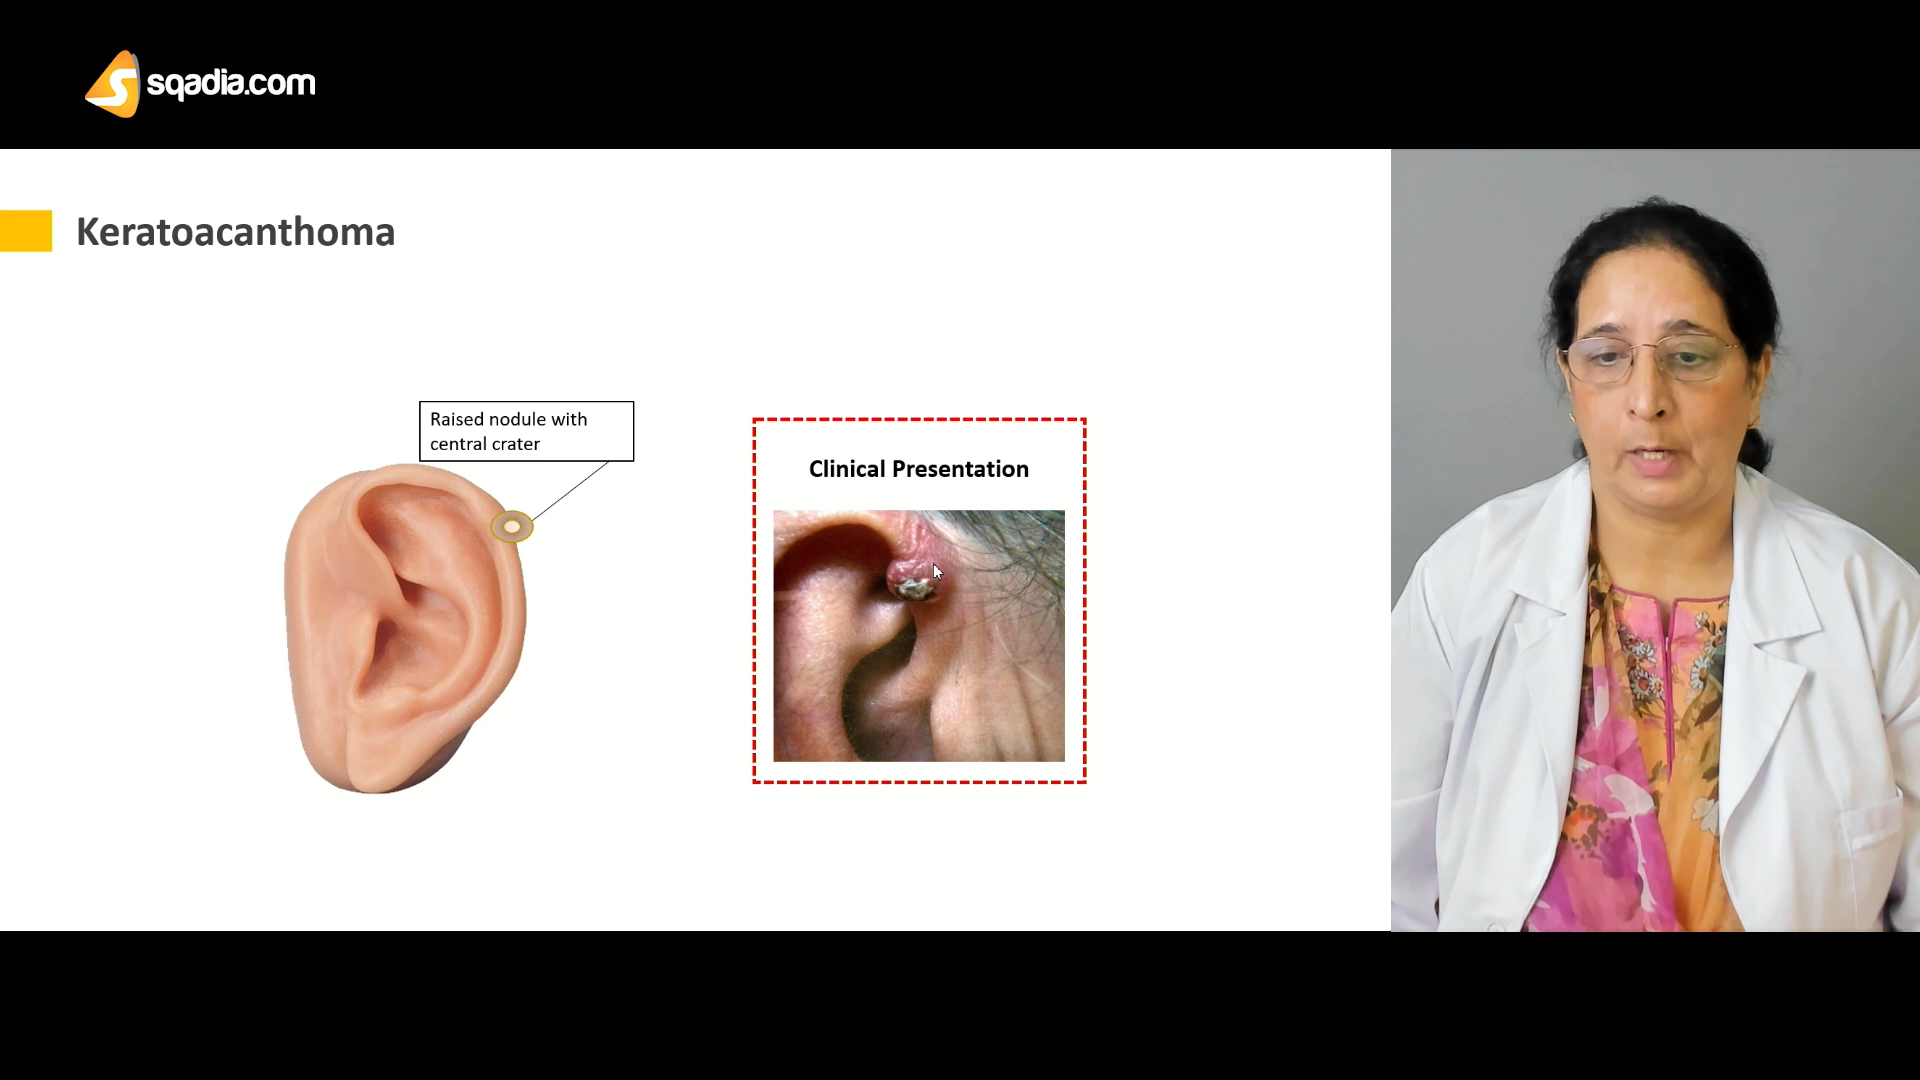 sqadia.com
Keratoacanthoma
Raised nodule with
central crater
Clinical Presentation